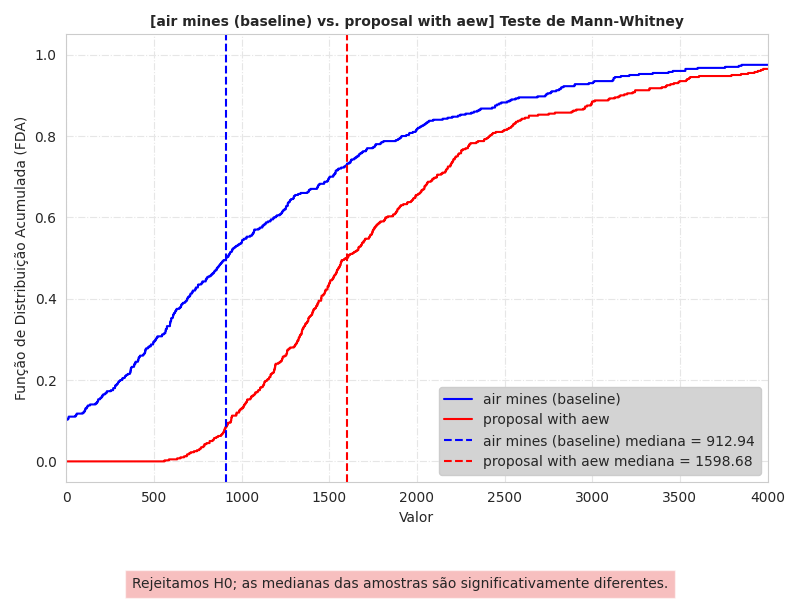 [air mines (baseline) vs. proposal with aew] Teste de Mann-Whitney
Função de Distribuição Acumulada (FDA)
1.0
0.8
0.6
0.4
0.2
0.0
air mines (baseline)
proposal with aew
air mines (baseline) mediana = 912.94
proposal with aew mediana = 1598.68
0 500 1000 1500 2000 2500 3000 3500 4000
Valor
Rejeitamos H0; as medianas das amostras são significativamente diferentes.